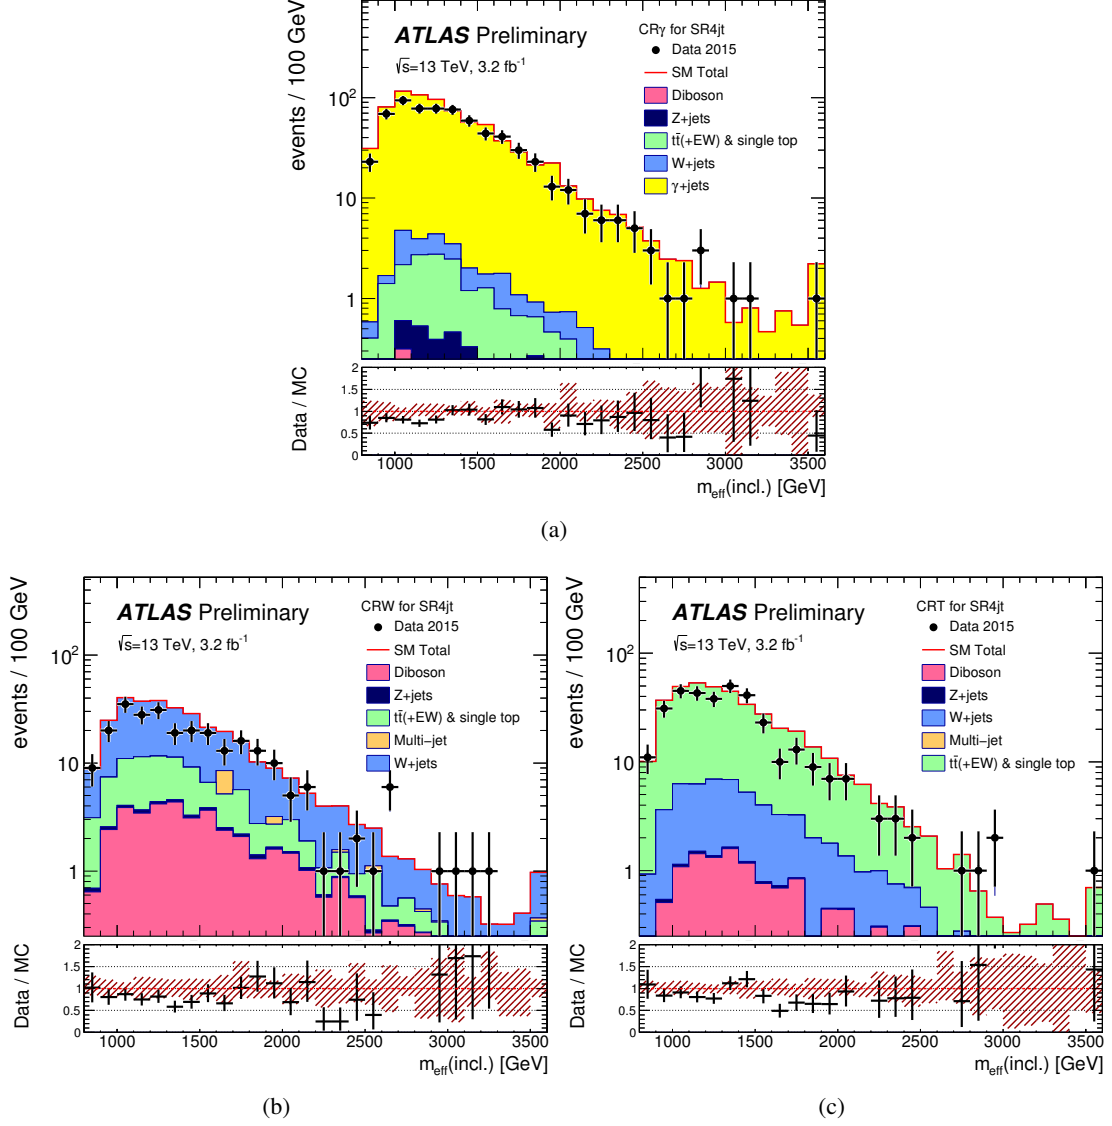 events / 100 GeV
ATLAS Preliminary
√s=13 TeV, 3.2 fb⁻¹
CRγ for SR4jt
Data 2015
SM Total
Diboson
Z+jets
tt̄(+EW) & single top
W+jets
γ+jets
10²
10
1
Data / MC
2
1.5
1
0.5
0
1000 1500 2000 2500 3000 3500
m_eff(incl.) [GeV]
(a)
events / 100 GeV
ATLAS Preliminary
√s=13 TeV, 3.2 fb⁻¹
CRW for SR4jt
Data 2015
SM Total
Diboson
Z+jets
tt̄(+EW) & single top
Multi-jet
W+jets
10²
10
1
Data / MC
2
1.5
1
0.5
0
1000 1500 2000 2500 3000 3500
m_eff(incl.) [GeV]
(b)
events / 100 GeV
ATLAS Preliminary
√s=13 TeV, 3.2 fb⁻¹
CRT for SR4jt
Data 2015
SM Total
Diboson
Z+jets
W+jets
Multi-jet
tt̄(+EW) & single top
10²
10
1
Data / MC
2
1.5
1
0.5
0
1000 1500 2000 2500 3000 3500
m_eff(incl.) [GeV]
(c)